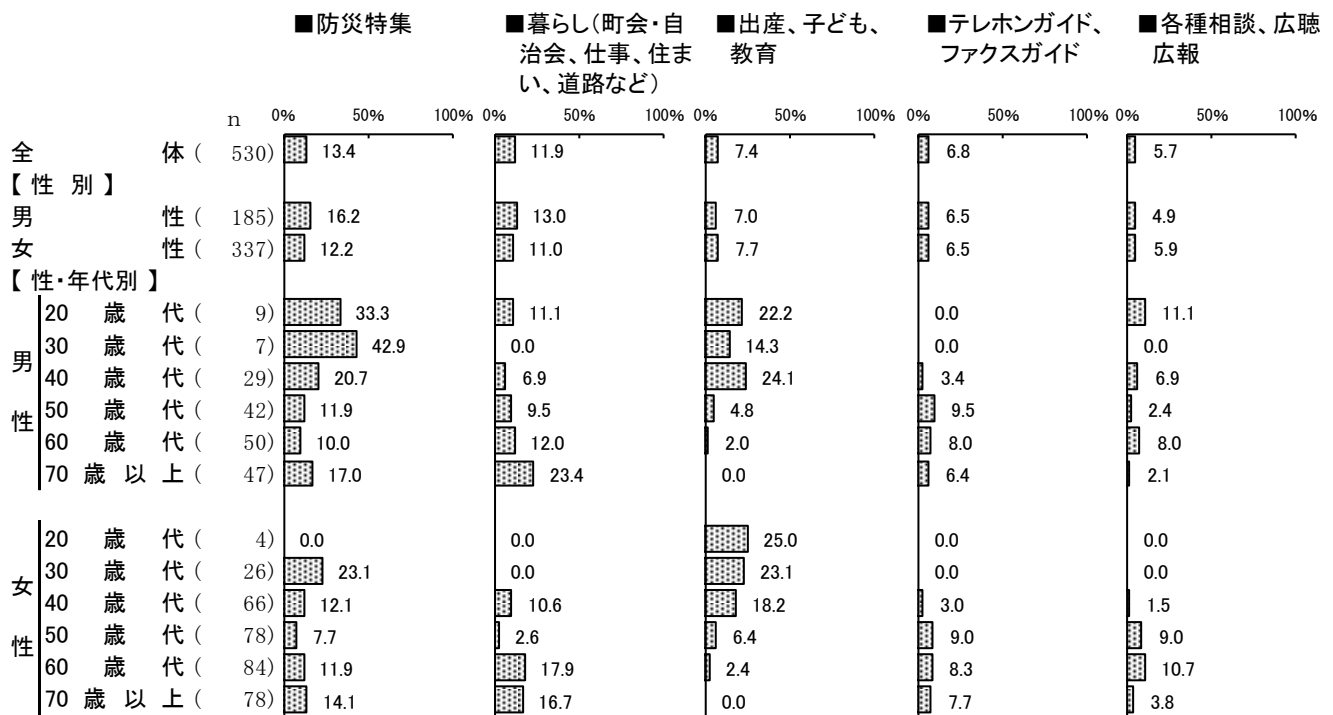 ■防災特集 ■暮らし（町会・自 ■出産、子ども、 ■テレホンガイド、 ■各種相談、広聴
治会、仕事、住ま 教育 ファクスガイド 広報
い、道路など）
n 0% 50% 100% 0% 50% 100% 0% 50% 100% 0% 50% 100% 0% 50% 100%
全体（ 530） 13.4 11.9 7.4 6.8 5.7
【 性 別 】
男性（ 185） 16.2 13.0 7.0 6.5 4.9
女性（ 337） 12.2 11.0 7.7 6.5 5.9
【 性・年代別 】
男性
20 歳代（ 9） 33.3 11.1 22.2 0.0 11.1
30 歳代（ 7） 42.9 0.0 14.3 0.0 0.0
40 歳代（ 29） 20.7 6.9 24.1 3.4 6.9
50 歳代（ 42） 11.9 9.5 4.8 9.5 2.4
60 歳代（ 50） 10.0 12.0 2.0 8.0 8.0
70 歳以上（ 47） 17.0 23.4 0.0 6.4 2.1
女性
20 歳代（ 4） 0.0 0.0 25.0 0.0 0.0
30 歳代（ 26） 23.1 0.0 23.1 0.0 0.0
40 歳代（ 66） 12.1 10.6 18.2 3.0 1.5
50 歳代（ 78） 7.7 2.6 6.4 9.0 9.0
60 歳代（ 84） 11.9 17.9 2.4 8.3 10.7
70 歳以上（ 78） 14.1 16.7 0.0 7.7 3.8